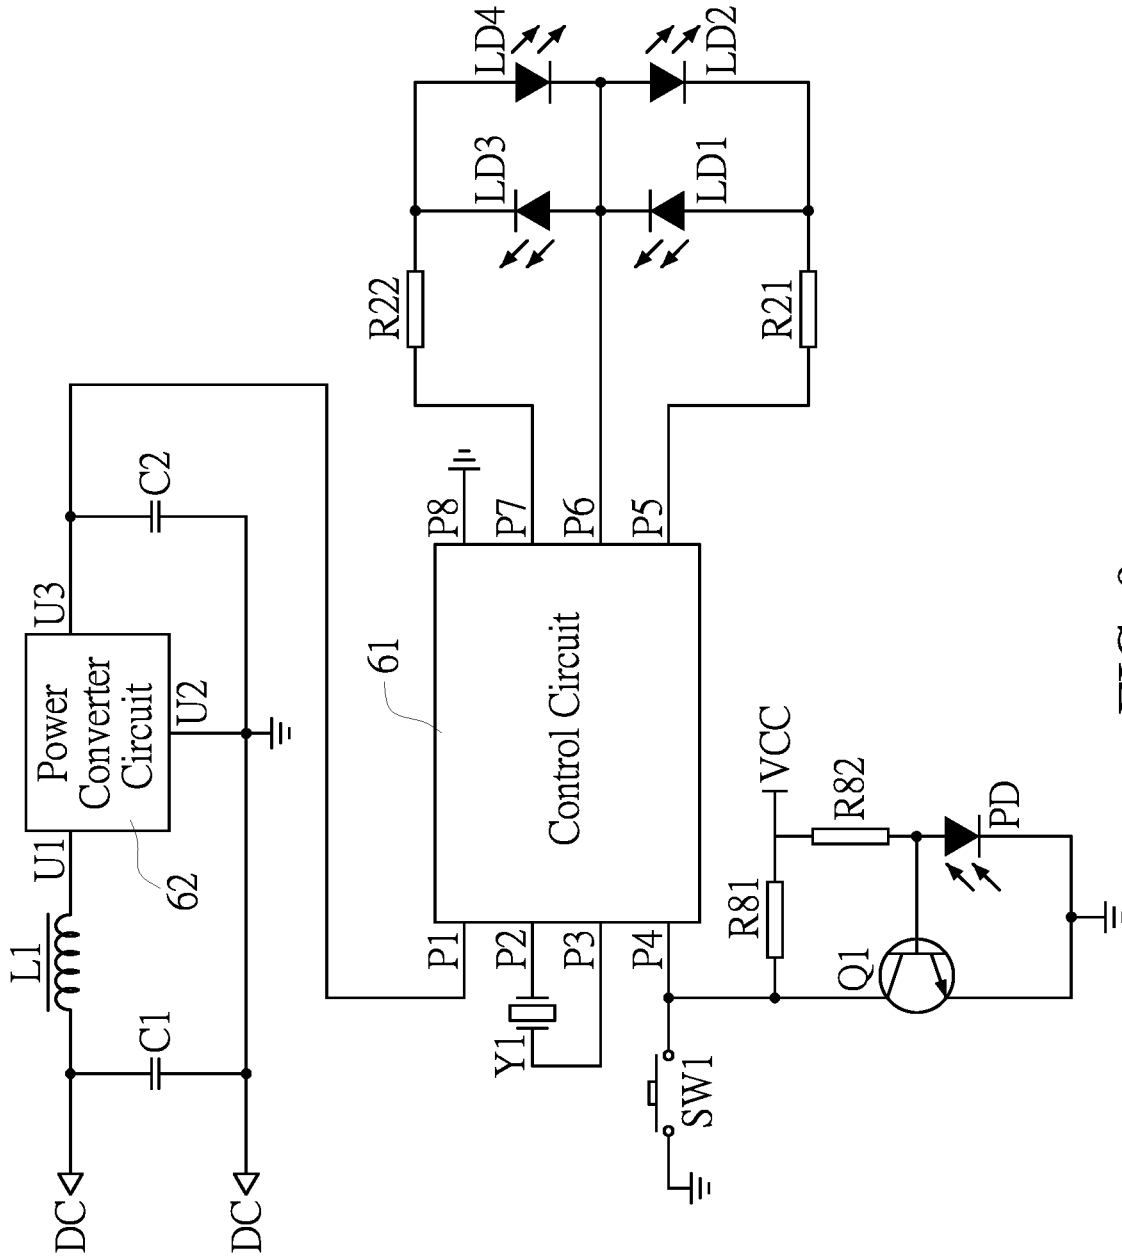 DC
DC
L1
C1
U1
U2
U3
Power
Converter
Circuit
62
C2
61
Control Circuit
P1
P2
P3
P4
P8
P7
P6
P5
Y1
SW1
R22
R21
LD3
LD4
LD1
LD2
VCC
R81
R82
Q1
PD